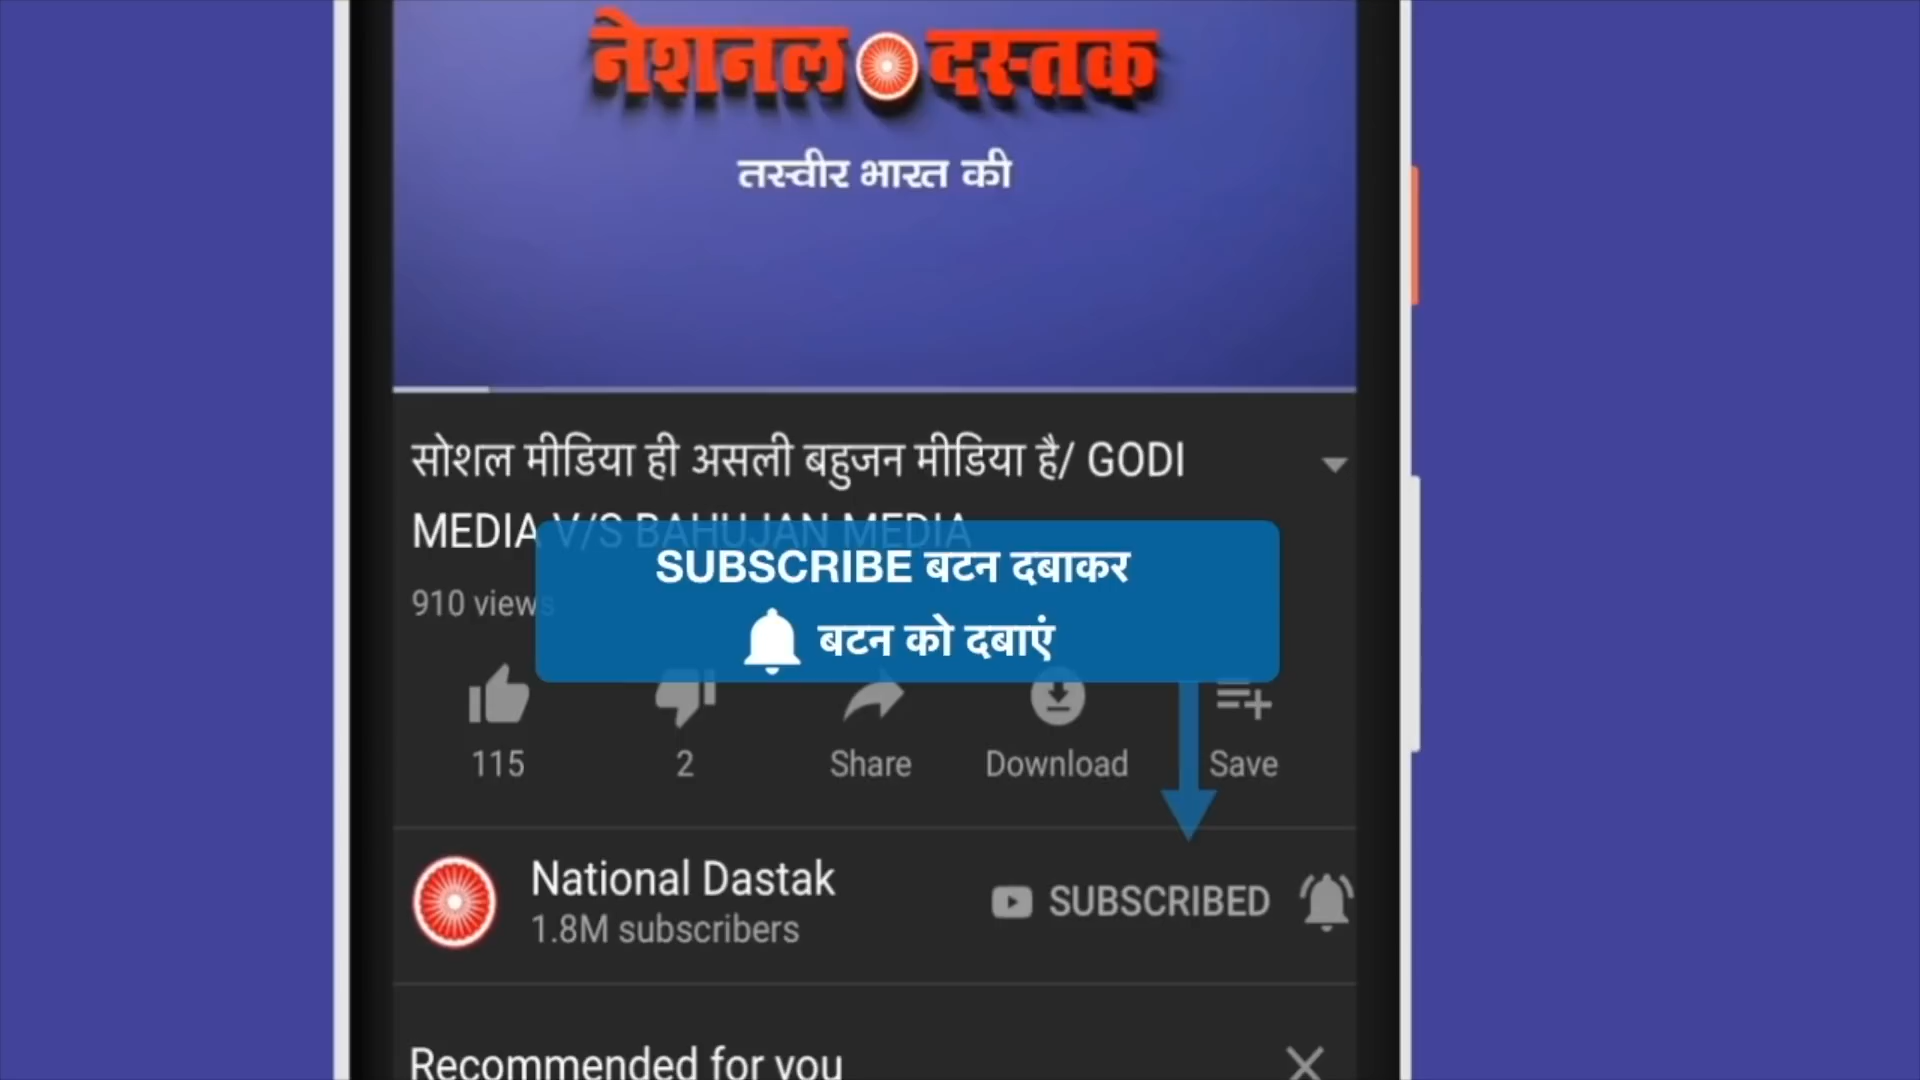 नेशनल दस्तक
तस्वीर भारत की
सोशल मीडिया ही असली बहुजन मीडिया है/ GODI
MEDIA V/S BAHUJAN MEDIA
910 views
SUBSCRIBE बटन दबाकर
बटन को दबाएं
115
2
Share
Download
Save
National Dastak
1.8M subscribers
SUBSCRIBED
Recommended for you